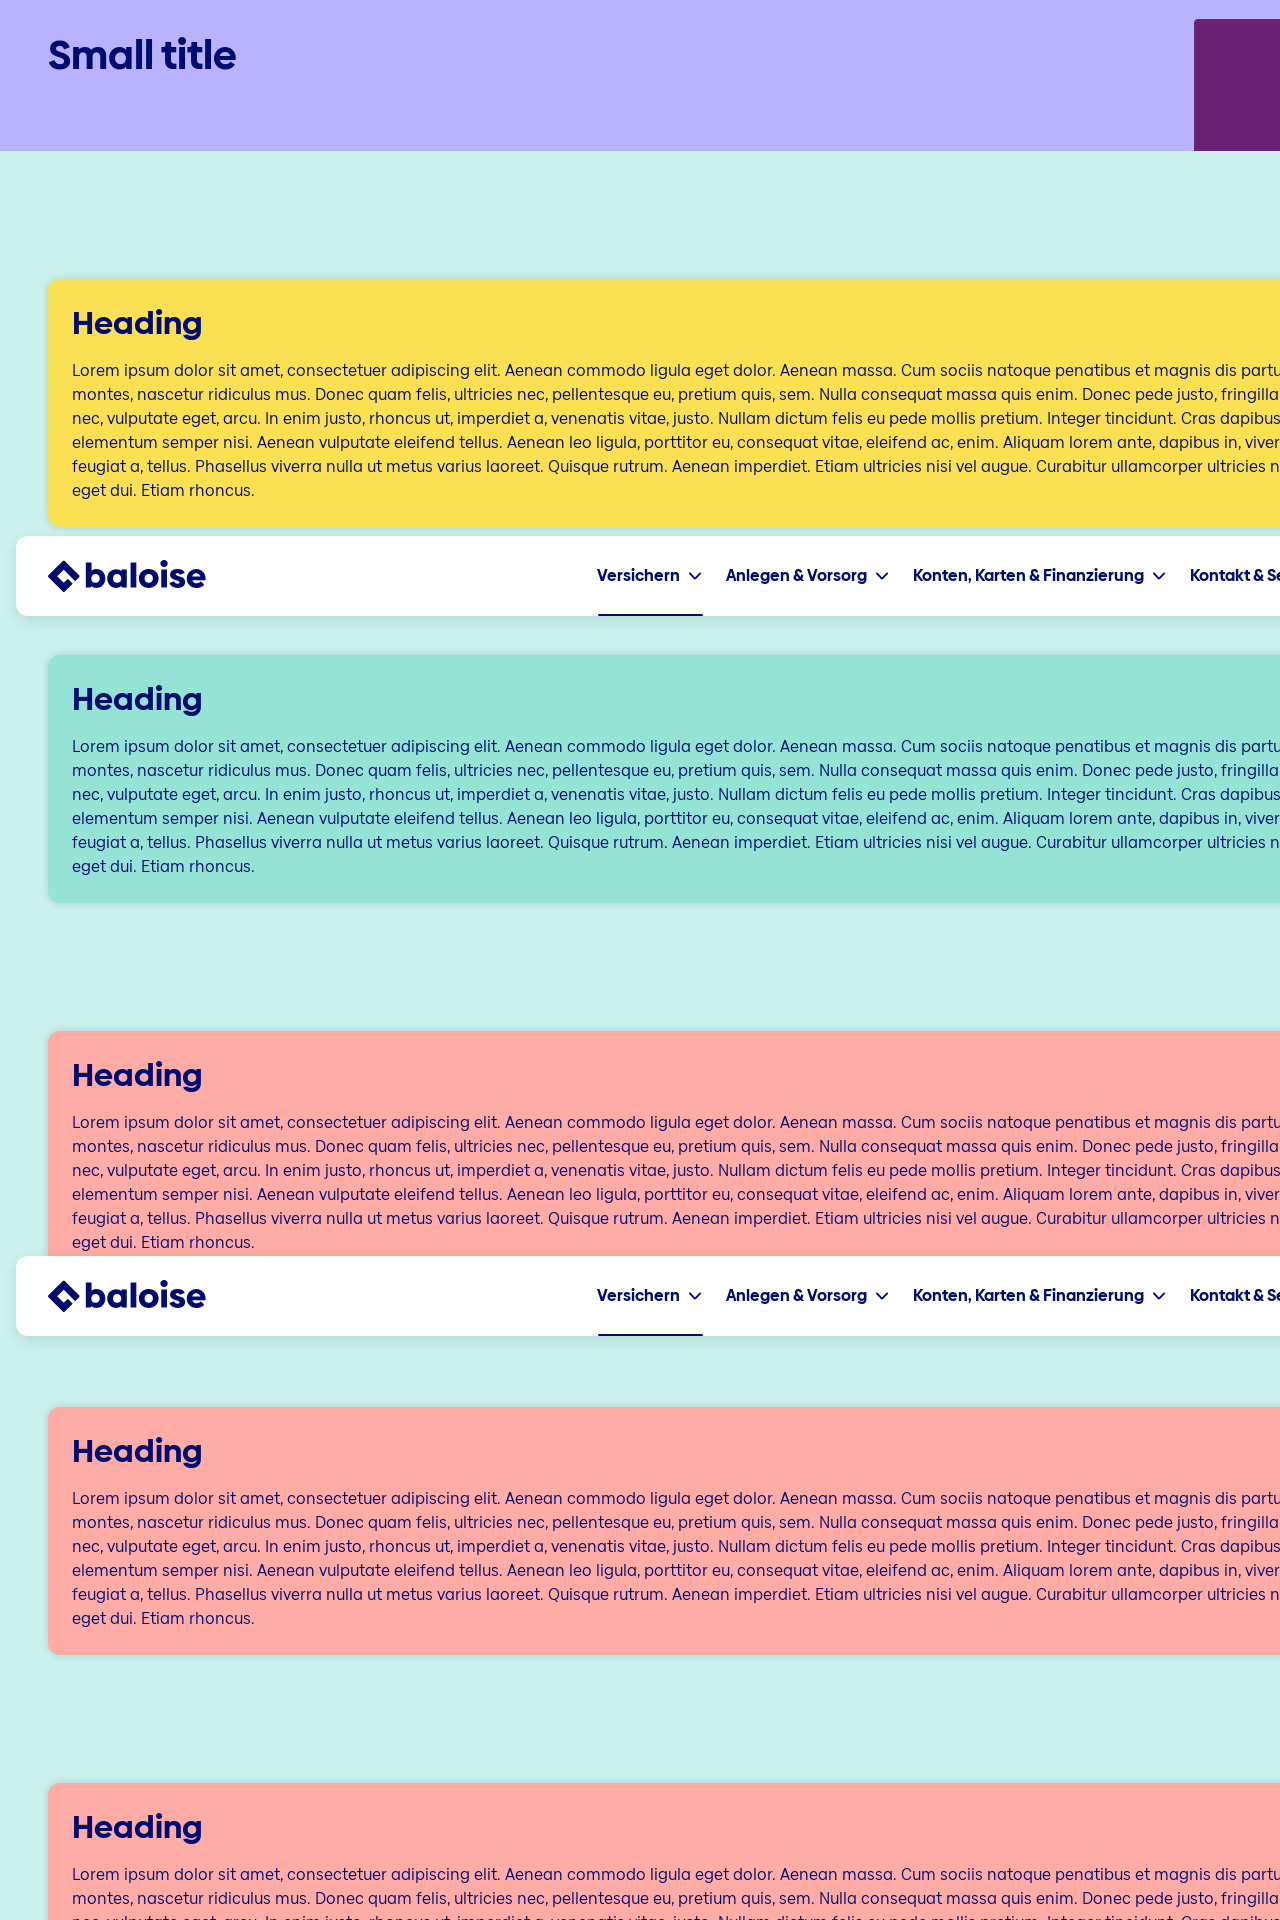 Small title
Heading
Lorem ipsum dolor sit amet, consectetuer adipiscing elit. Aenean commodo ligula eget dolor. Aenean massa. Cum sociis natoque penatibus et magnis dis partu
montes, nascetur ridiculus mus. Donec quam felis, ultricies nec, pellentesque eu, pretium quis, sem. Nulla consequat massa quis enim. Donec pede justo, fringilla
nec, vulputate eget, arcu. In enim justo, rhoncus ut, imperdiet a, venenatis vitae, justo. Nullam dictum felis eu pede mollis pretium. Integer tincidunt. Cras dapibus
elementum semper nisi. Aenean vulputate eleifend tellus. Aenean leo ligula, porttitor eu, consequat vitae, eleifend ac, enim. Aliquam lorem ante, dapibus in, viver
feugiat a, tellus. Phasellus viverra nulla ut metus varius laoreet. Quisque rutrum. Aenean imperdiet. Etiam ultricies nisi vel augue. Curabitur ullamcorper ultricies n
eget dui. Etiam rhoncus.
baloise Versichern Anlegen & Vorsorg Konten, Karten & Finanzierung Kontakt & Se
Heading
Lorem ipsum dolor sit amet, consectetuer adipiscing elit. Aenean commodo ligula eget dolor. Aenean massa. Cum sociis natoque penatibus et magnis dis partu
montes, nascetur ridiculus mus. Donec quam felis, ultricies nec, pellentesque eu, pretium quis, sem. Nulla consequat massa quis enim. Donec pede justo, fringilla
nec, vulputate eget, arcu. In enim justo, rhoncus ut, imperdiet a, venenatis vitae, justo. Nullam dictum felis eu pede mollis pretium. Integer tincidunt. Cras dapibus
elementum semper nisi. Aenean vulputate eleifend tellus. Aenean leo ligula, porttitor eu, consequat vitae, eleifend ac, enim. Aliquam lorem ante, dapibus in, viver
feugiat a, tellus. Phasellus viverra nulla ut metus varius laoreet. Quisque rutrum. Aenean imperdiet. Etiam ultricies nisi vel augue. Curabitur ullamcorper ultricies n
eget dui. Etiam rhoncus.
Heading
Lorem ipsum dolor sit amet, consectetuer adipiscing elit. Aenean commodo ligula eget dolor. Aenean massa. Cum sociis natoque penatibus et magnis dis partu
montes, nascetur ridiculus mus. Donec quam felis, ultricies nec, pellentesque eu, pretium quis, sem. Nulla consequat massa quis enim. Donec pede justo, fringilla
nec, vulputate eget, arcu. In enim justo, rhoncus ut, imperdiet a, venenatis vitae, justo. Nullam dictum felis eu pede mollis pretium. Integer tincidunt. Cras dapibus
elementum semper nisi. Aenean vulputate eleifend tellus. Aenean leo ligula, porttitor eu, consequat vitae, eleifend ac, enim. Aliquam lorem ante, dapibus in, viver
feugiat a, tellus. Phasellus viverra nulla ut metus varius laoreet. Quisque rutrum. Aenean imperdiet. Etiam ultricies nisi vel augue. Curabitur ullamcorper ultricies n
eget dui. Etiam rhoncus.
baloise Versichern Anlegen & Vorsorg Konten, Karten & Finanzierung Kontakt & Se
Heading
Lorem ipsum dolor sit amet, consectetuer adipiscing elit. Aenean commodo ligula eget dolor. Aenean massa. Cum sociis natoque penatibus et magnis dis partu
montes, nascetur ridiculus mus. Donec quam felis, ultricies nec, pellentesque eu, pretium quis, sem. Nulla consequat massa quis enim. Donec pede justo, fringilla
nec, vulputate eget, arcu. In enim justo, rhoncus ut, imperdiet a, venenatis vitae, justo. Nullam dictum felis eu pede mollis pretium. Integer tincidunt. Cras dapibus
elementum semper nisi. Aenean vulputate eleifend tellus. Aenean leo ligula, porttitor eu, consequat vitae, eleifend ac, enim. Aliquam lorem ante, dapibus in, viver
feugiat a, tellus. Phasellus viverra nulla ut metus varius laoreet. Quisque rutrum. Aenean imperdiet. Etiam ultricies nisi vel augue. Curabitur ullamcorper ultricies n
eget dui. Etiam rhoncus.
Heading
Lorem ipsum dolor sit amet, consectetuer adipiscing elit. Aenean commodo ligula eget dolor. Aenean massa. Cum sociis natoque penatibus et magnis dis partu
montes, nascetur ridiculus mus. Donec quam felis, ultricies nec, pellentesque eu, pretium quis, sem. Nulla consequat massa quis enim. Donec pede justo, fringilla